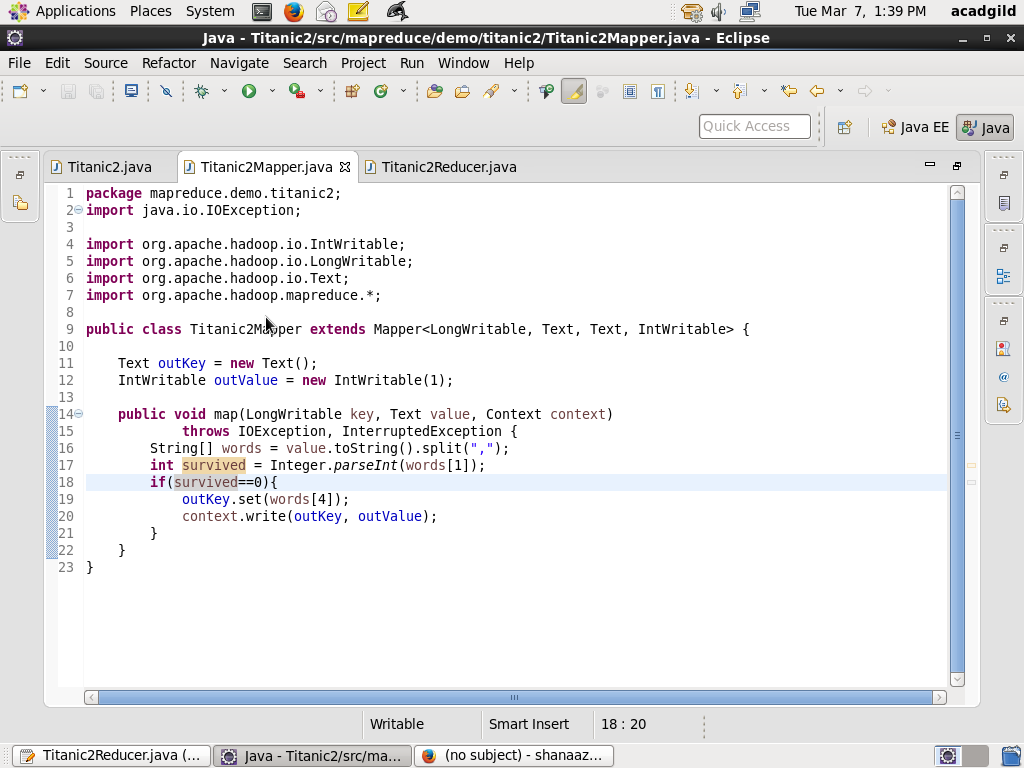 Applications Places System Tue Mar 7, 1:39 PM acadgild
Java - Titanic2/src/mapreduce/demo/titanic2/Titanic2Mapper.java - Eclipse
File Edit Source Refactor Navigate Search Project Run Window Help
Quick Access Java EE Java
Titanic2.java Titanic2Mapper.java Titanic2Reducer.java
1 package mapreduce.demo.titanic2;
2 import java.io.IOException;
3
4 import org.apache.hadoop.io.IntWritable;
5 import org.apache.hadoop.io.LongWritable;
6 import org.apache.hadoop.io.Text;
7 import org.apache.hadoop.mapreduce.*;
8
9 public class Titanic2Mapper extends Mapper<LongWritable, Text, Text, IntWritable> {
10
11 Text outKey = new Text();
12 IntWritable outValue = new IntWritable(1);
13
14 public void map(LongWritable key, Text value, Context context)
15 throws IOException, InterruptedException {
16 String[] words = value.toString().split(",");
17 int survived = Integer.parseInt(words[1]);
18 if(survived==0){
19 outKey.set(words[4]);
20 context.write(outKey, outValue);
21 }
22 }
23 }
Writable Smart Insert 18 : 20
Titanic2Reducer.java (... Java - Titanic2/src/ma... (no subject) - shanaaz...